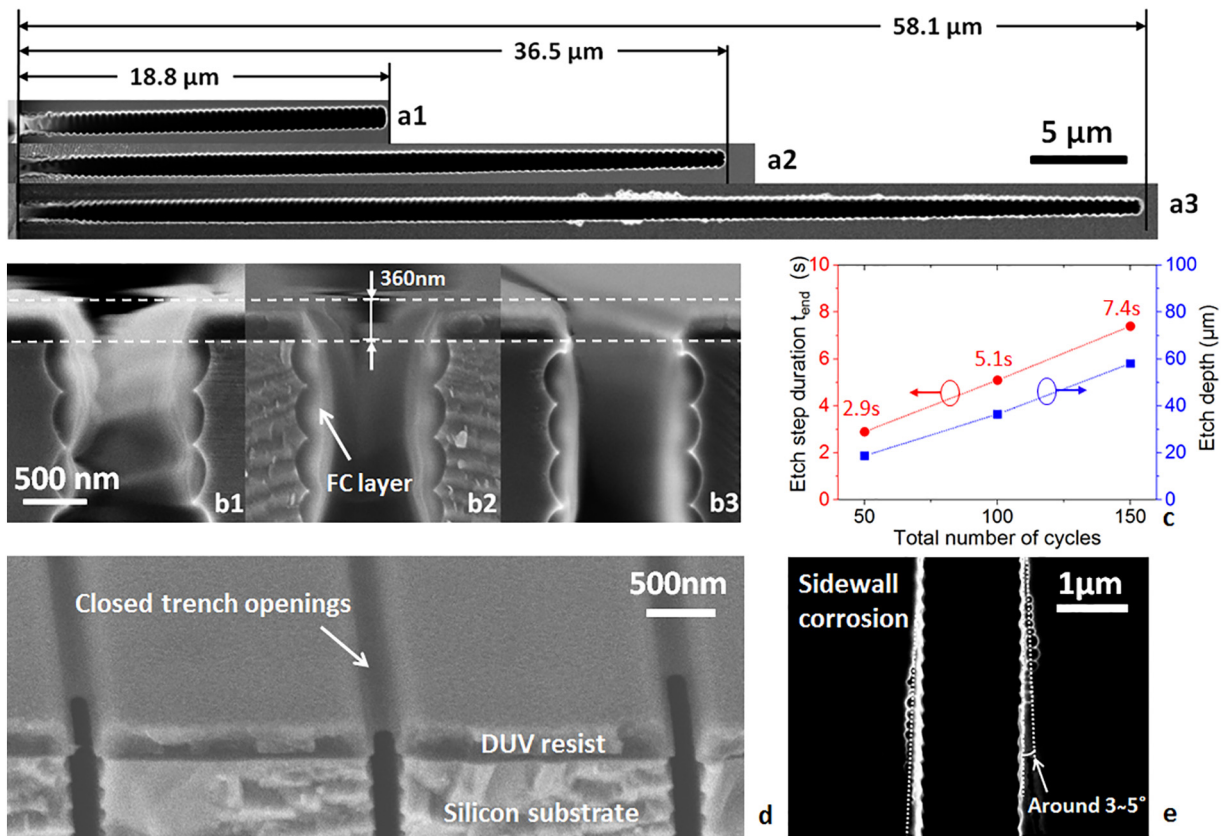 58.1 µm
36.5 µm
18.8 µm
a1
5 µm
a2
a3
360nm
FC layer
500 nm
b1
b2
b3
Etch step duration t_end (s)
10
8
6
4
2
0
2.9s
5.1s
7.4s
100
80
60
40
20
0
Etch depth (µm)
50
100
150
Total number of cycles
c
Closed trench openings
500nm
DUV resist
Silicon substrate
d
Sidewall
corrosion
1µm
Around 3~5°
e